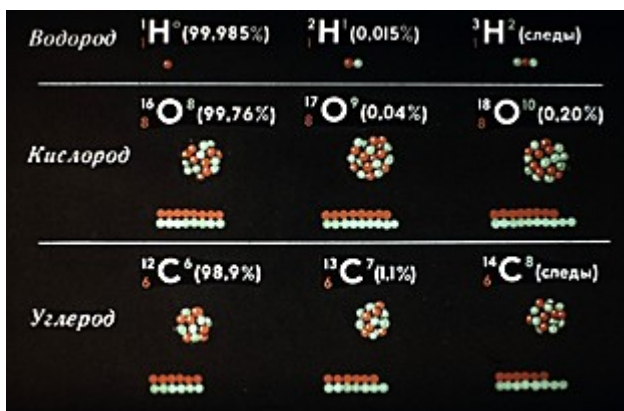 Водород
¹₁H⁰ (99,985%) ²₁H¹ (0,015%) ³₁H² (следы)
Кислород
¹⁶₈O⁸ (99,76%) ¹⁷₈O⁹ (0,04%) ¹⁸₈O¹⁰ (0,20%)
Углерод
¹²₆C⁶ (98,9%) ¹³₆C⁷ (1,1%) ¹⁴₆C⁸ (следы)